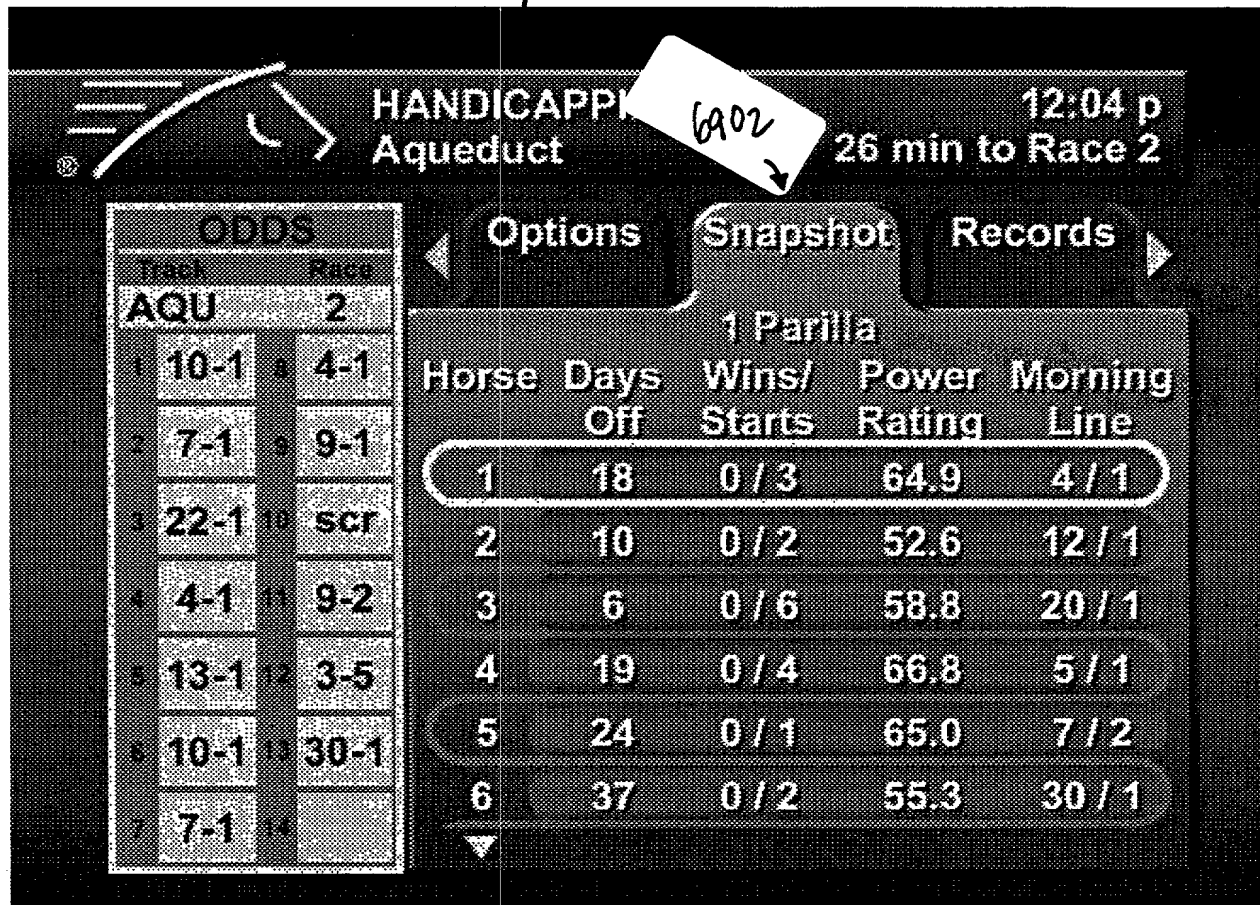 HANDICAPPI
Aqueduct
6902
12:04 p
26 min to Race 2
®
ODDS
Track Race
AQU 2
1 10-1 8 4-1
2 7-1 9 9-1
3 22-1 10 scr
4 4-1 11 9-2
5 13-1 12 3-5
6 10-1 13 30-1
7 7-1 14
Options Snapshot Records
1 Parilla
Horse Days Wins/ Power Morning
Off Starts Rating Line
1 18 0 / 3 64.9 4 / 1
2 10 0 / 2 52.6 12 / 1
3 6 0 / 6 58.8 20 / 1
4 19 0 / 4 66.8 5 / 1
5 24 0 / 1 65.0 7 / 2
6 37 0 / 2 55.3 30 / 1